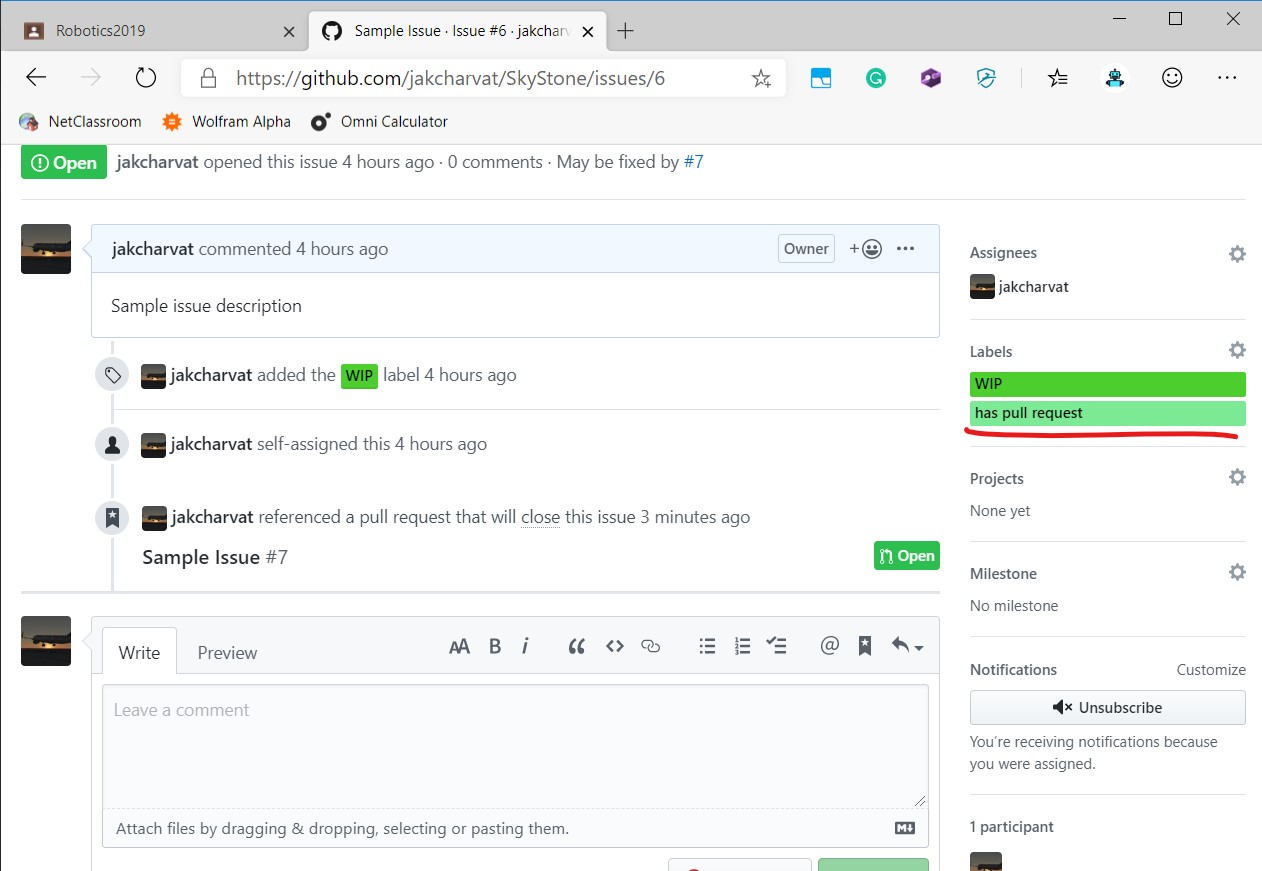 Robotics2019
Sample Issue · Issue #6 · jakcharv
https://github.com/jakcharvat/SkyStone/issues/6
NetClassroom Wolfram Alpha Omni Calculator
Open jakcharvat opened this issue 4 hours ago · 0 comments · May be fixed by #7
jakcharvat commented 4 hours ago Owner
Sample issue description
jakcharvat added the WIP label 4 hours ago
jakcharvat self-assigned this 4 hours ago
jakcharvat referenced a pull request that will close this issue 3 minutes ago
Sample Issue #7 Open
Write Preview
AA B i
Leave a comment
Attach files by dragging & dropping, selecting or pasting them.
Assignees
jakcharvat
Labels
WIP
has pull request
Projects
None yet
Milestone
No milestone
Notifications Customize
Unsubscribe
You're receiving notifications because
you were assigned.
1 participant